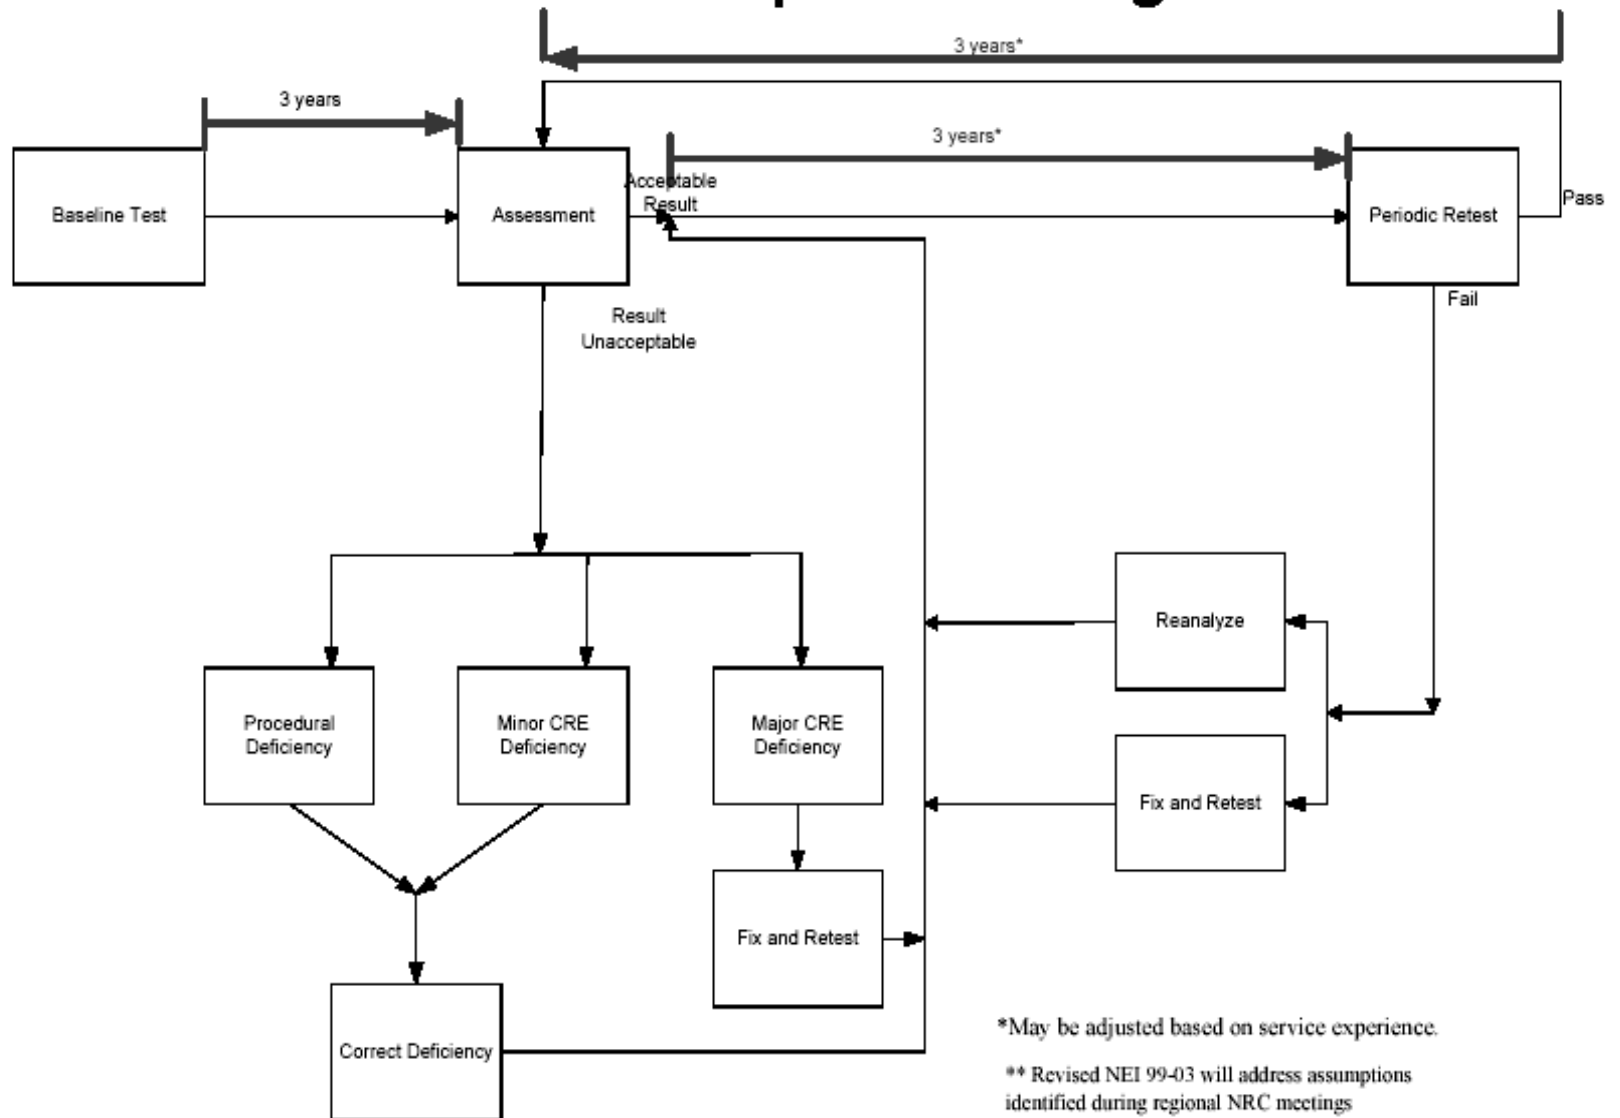 3 years*
3 years
3 years*
Baseline Test
Assessment
Acceptable
Result
Periodic Retest
Pass
Fail
Result
Unacceptable
Reanalyze
Procedural
Deficiency
Minor CRE
Deficiency
Major CRE
Deficiency
Fix and Retest
Fix and Retest
Correct Deficiency
*May be adjusted based on service experience.
** Revised NEI 99-03 will address assumptions
identified during regional NRC meetings